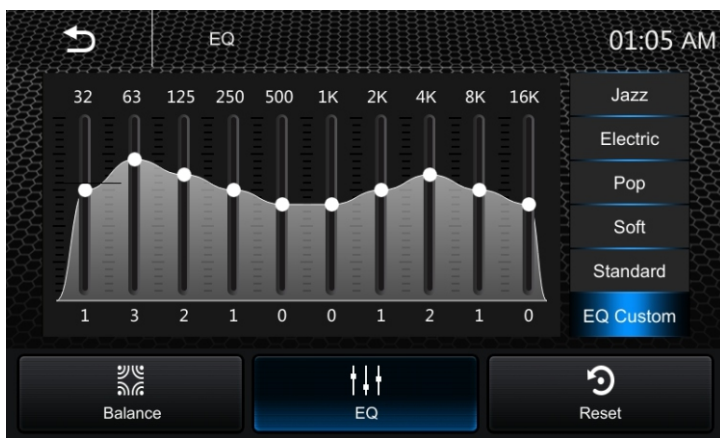 EQ
01:05 AM
32 63 125 250 500 1K 2K 4K 8K 16K
Jazz
Electric
Pop
Soft
Standard
EQ Custom
1 3 2 1 0 0 1 2 1 0
Balance
EQ
Reset